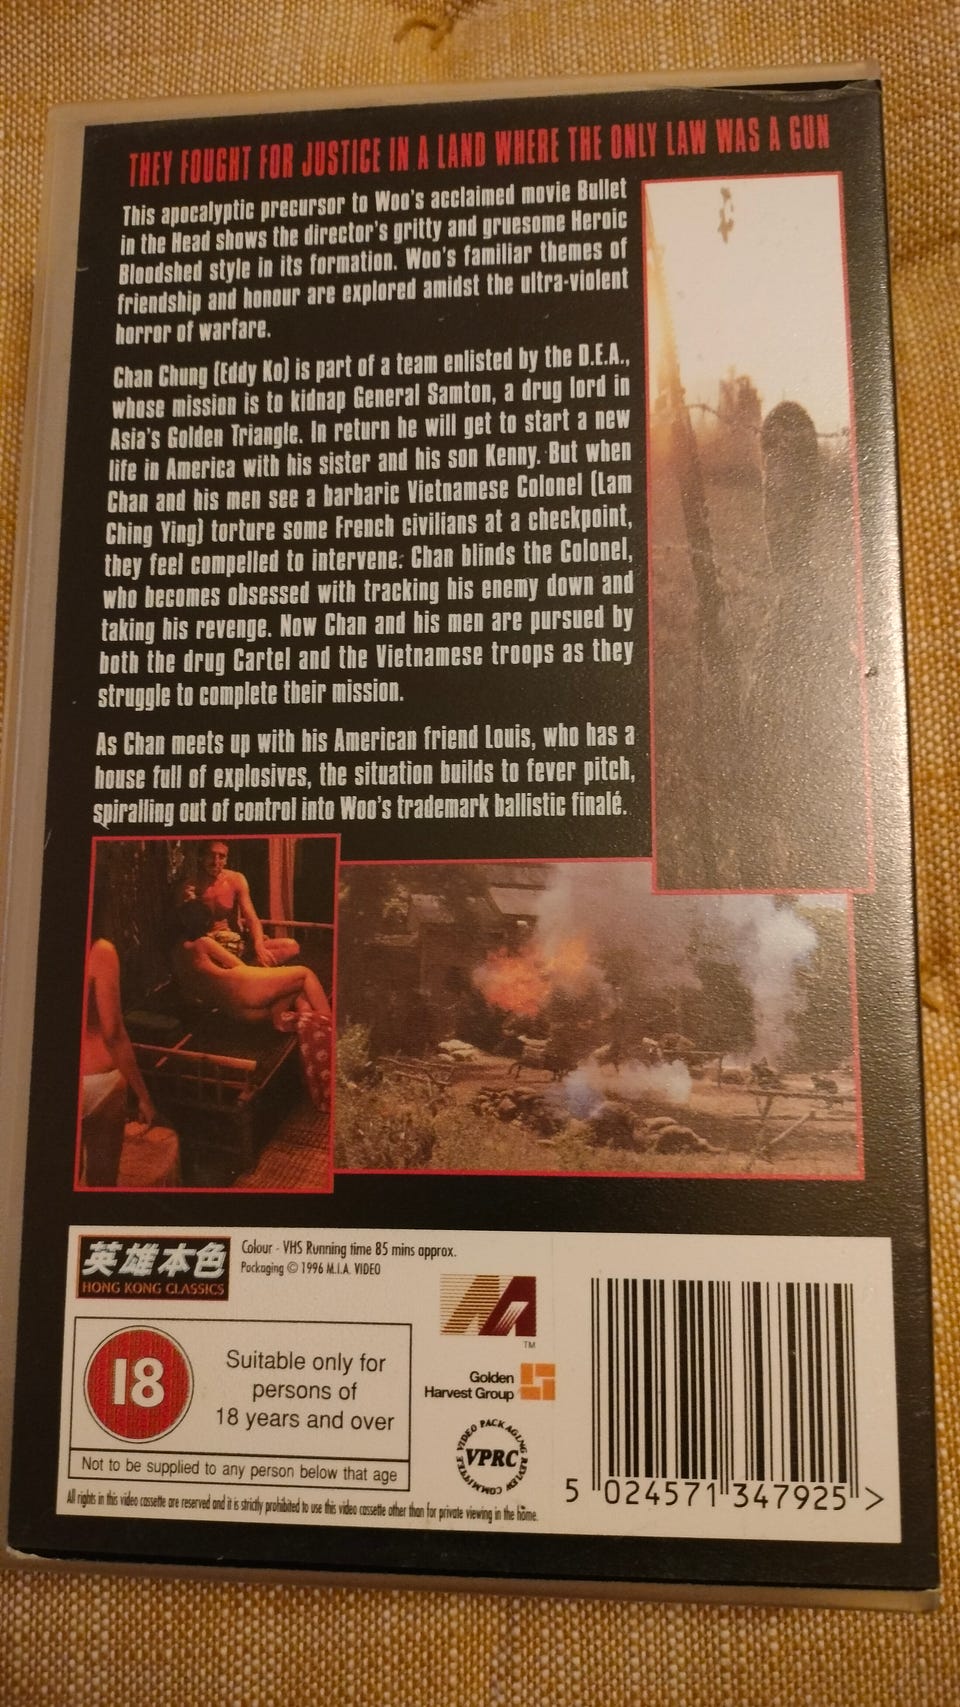 THEY FOUGHT FOR JUSTICE IN A LAND WHERE THE ONLY LAW WAS A GUN
This apocalyptic precursor to Woo's acclaimed movie Bullet
in the Head shows the director's gritty and gruesome Heroic
Bloodshed style in its formation. Woo's familiar themes of
friendship and honour are explored amidst the ultra-violent
horror of warfare.
Chan Chung (Eddy Ko) is part of a team enlisted by the D.E.A.,
whose mission is to kidnap General Samton, a drug lord in
Asia's Golden Triangle. In return he will get to start a new
life in America with his sister and his son Kenny. But when
Chan and his men see a barbaric Vietnamese Colonel (Lam
Ching Ying) torture some French civilians at a checkpoint,
they feel compelled to intervene. Chan blinds the Colonel,
who becomes obsessed with tracking his enemy down and
taking his revenge. Now Chan and his men are pursued by
both the drug Cartel and the Vietnamese troops as they
struggle to complete their mission.
As Chan meets up with his American friend Louis, who has a
house full of explosives, the situation builds to fever pitch,
spiralling out of control into Woo's trademark ballistic finalé.
英雄本色
HONG KONG CLASSICS
Colour - VHS Running time 85 mins approx.
Packaging © 1996 M.I.A. VIDEO
TM
18
Suitable only for
persons of
18 years and over
Not to be supplied to any person below that age
Golden
Harvest Group
VIDEO PACKAGING REVIEW COMMITTEE
VPRC
All rights in this video cassette are reserved and it is strictly prohibited to use this video cassette other than for private viewing in the home.
5 024571 347925 >